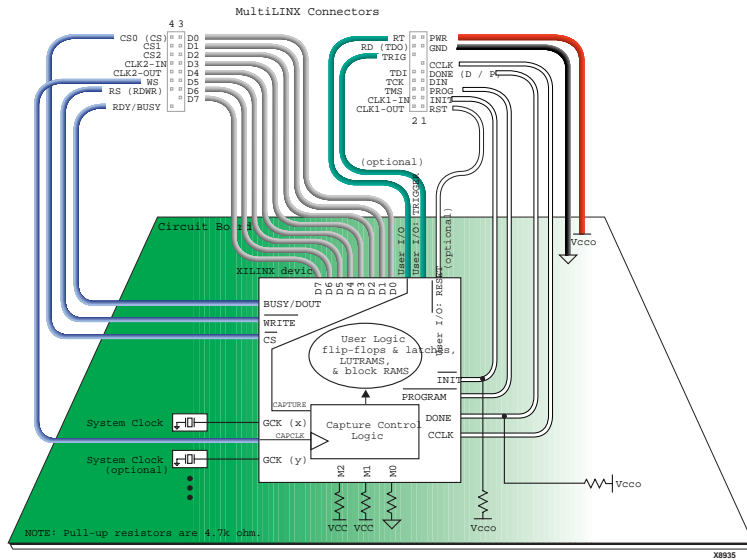 MultiLINX Connectors
4 3
CS0 (CS) D0
CS1 D1
CS2 D2
CLK2-IN D3
CLK2-OUT D4
WS D5
RS (RDWR) D6
D7
RDY/BUSY
RT PWR
RD (TDO) GND
TRIG
CCLK
TDI DONE (D / P)
TCK DIN
TMS PROG
CLK1-IN INIT
CLK1-OUT RST
2 1
(optional)
User I/O
User I/O: TRIGGER
(optional)
User I/O: RESET
Vcco
Circuit Board
XILINX device
D7 D6 D5 D4 D3 D2 D1 D0
BUSY/DOUT
WRITE
CS
User Logic
flip-flops & latches,
LUTRAMS,
& block RAMS
INIT
PROGRAM
CAPTURE
DONE
System Clock
GCK (x)
Capture Control
Logic
CAPCLK
CCLK
System Clock
(optional)
GCK (y)
M2 M1 M0
Vcco
VCC VCC
Vcco
NOTE: Pull-up resistors are 4.7k ohm.
X8935